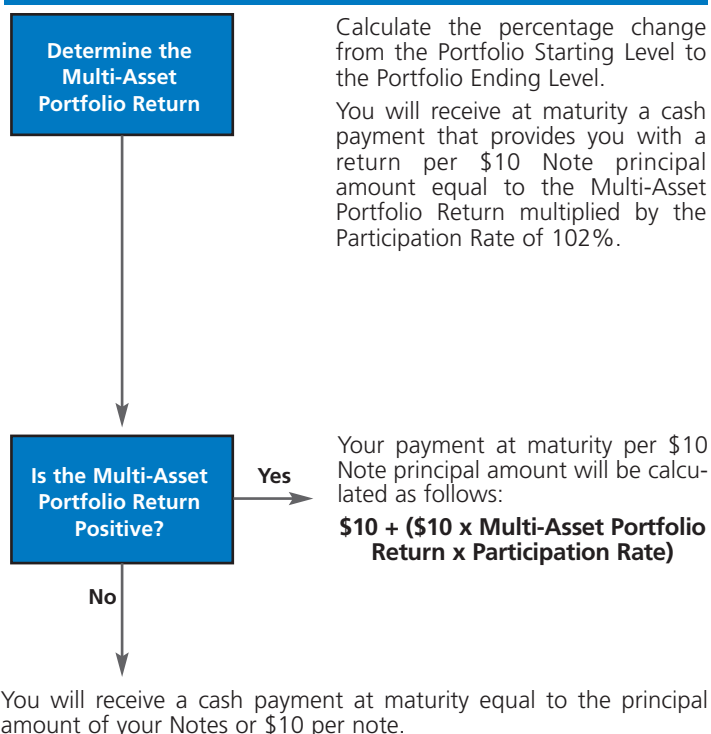 Determine the
Multi-Asset
Portfolio Return
Calculate the percentage change
from the Portfolio Starting Level to
the Portfolio Ending Level.
You will receive at maturity a cash
payment that provides you with a
return per $10 Note principal
amount equal to the Multi-Asset
Portfolio Return multiplied by the
Participation Rate of 102%.
Is the Multi-Asset
Portfolio Return
Positive?
Yes
Your payment at maturity per $10
Note principal amount will be calcu-
lated as follows:
$10 + ($10 x Multi-Asset Portfolio
Return x Participation Rate)
No
You will receive a cash payment at maturity equal to the principal
amount of your Notes or $10 per note.